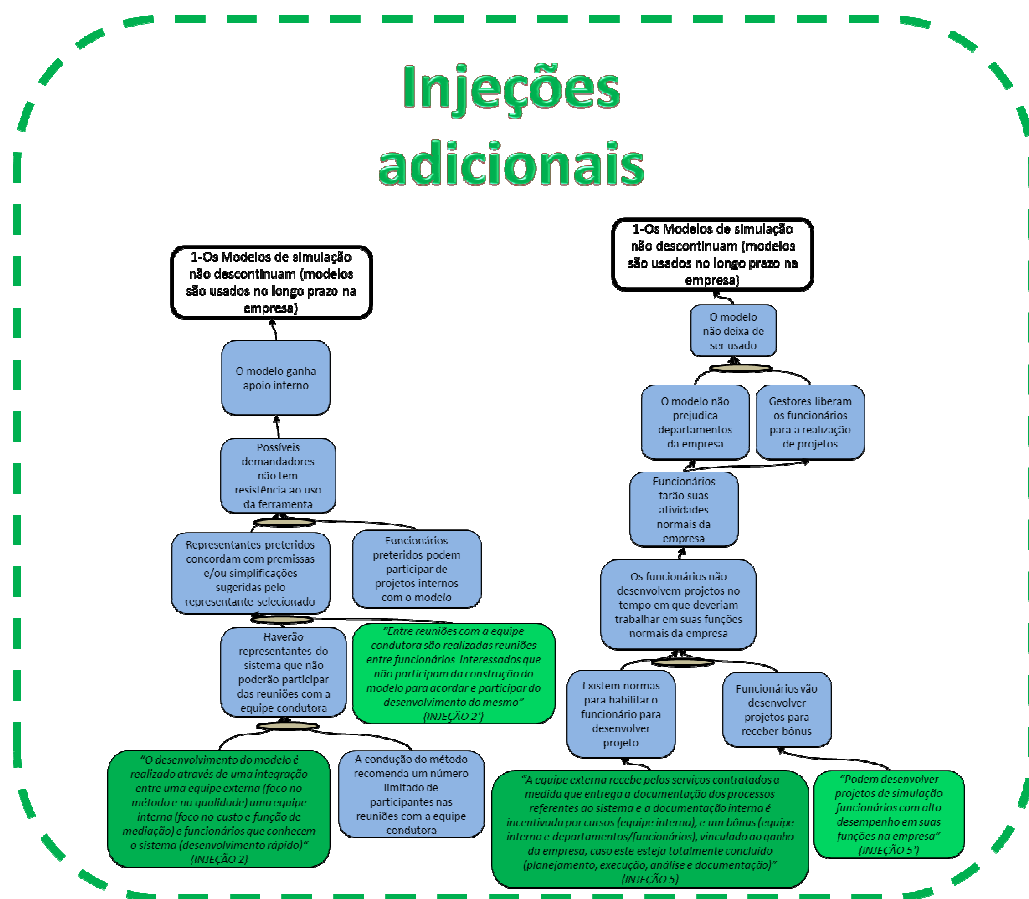 Injeções
adicionais
1-Os Modelos de simulação
não descontinuam (modelos
são usados no longo prazo na
empresa)
O modelo ganha
apoio interno
Possíveis
demandadores
não tem
resistência ao uso
da ferramenta
Representantes preteridos
concordam com premissas
e/ou simplificações
sugeridas pelo
representante selecionado
Funcionários
preteridos podem
participar de
projetos internos
com o modelo
Haverão
representantes do
sistema que não
poderão participar
das reuniões com a
equipe condutora
"Entre reuniões com a equipe
condutora são realizadas reuniões
entre funcionários Interessados que
não participam da construção do
modelo para acordar e participar do
desenvolvimento do mesmo"
(INJEÇÃO 2')
"O desenvolvimento do modelo é
realizado através de uma integração
entre uma equipe externa (foco no
método e na qualidade) uma equipe
interna (foco no custo e função de
mediação) e funcionários que conhecem
o sistema (desenvolvimento rápido)"
(INJEÇÃO 2)
A condução do método
recomenda um número
limitado de
participantes nas
reuniões com a equipe
condutora
1-Os Modelos de simulação
não descontinuam (modelos
são usados no longo prazo na
empresa)
O modelo
não deixa de
ser usado
O modelo não
prejudica
departamentos
da empresa
Gestores liberam
os funcionários
para a realização
de projetos
Funcionários
farão suas
atividades
normais da
empresa
Os funcionários não
desenvolvem projetos no
tempo em que deveriam
trabalhar em suas funções
normais da empresa
Existem normas
para habilitar o
funcionário para
desenvolver
projeto
Funcionários vão
desenvolver
projetos para
receber bônus
"A equipe externa recebe pelos serviços contratados a
medida que entrega a documentação dos processos
referentes ao sistema e a documentação interna é
incentivada por cursos (equipe interna), e um bônus (equipe
interna e departamentos/funcionários), vinculado ao ganho
da empresa, caso este esteja totalmente concluído
(planejamento, execução, análise e documentação)"
(INJEÇÃO 5)
"Podem desenvolver
projetos de simulação
funcionários com alto
desempenho em suas
funções na empresa"
(INJEÇÃO 5')